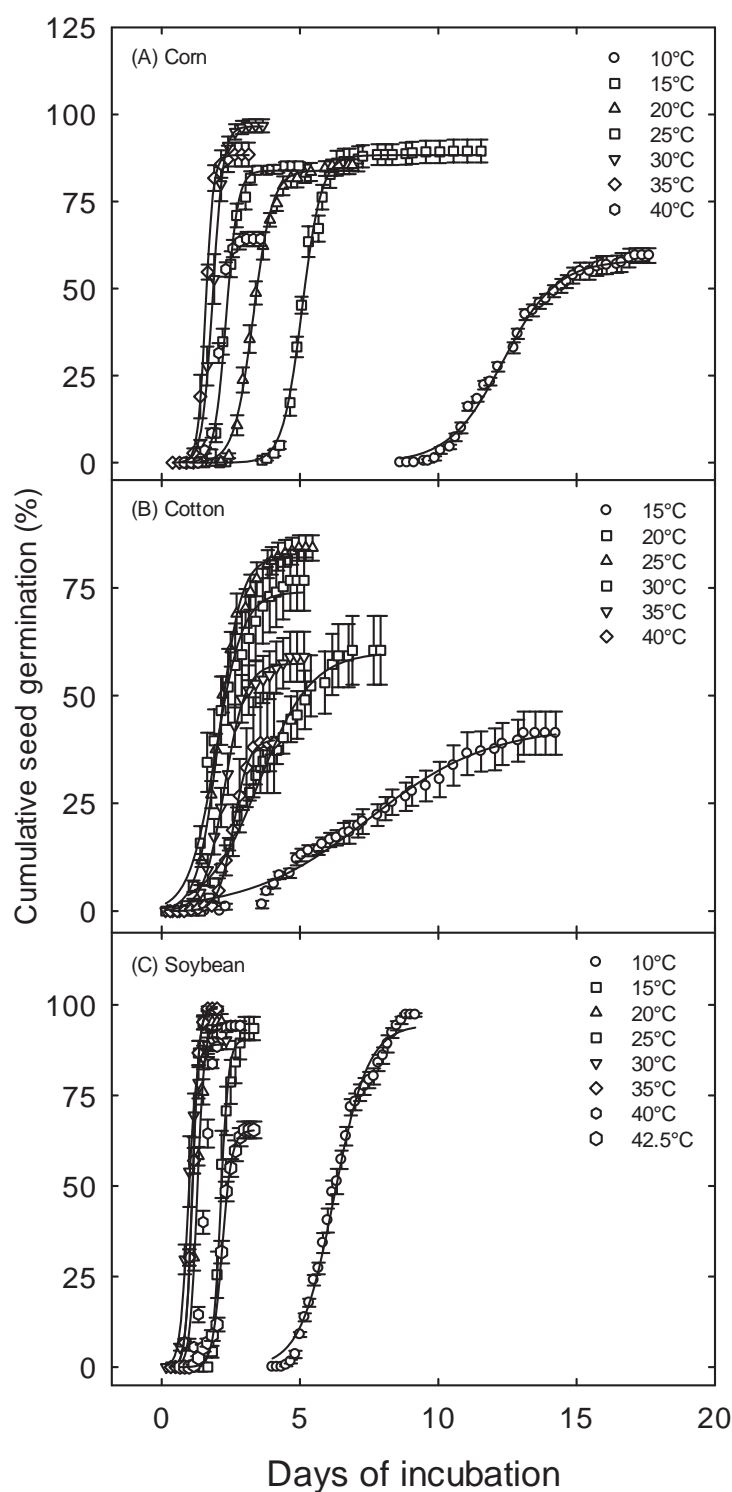 Cumulative seed germination (%)
125
100
75
50
25
0
(A) Corn
10°C
15°C
20°C
25°C
30°C
35°C
40°C
75
50
25
0
(B) Cotton
15°C
20°C
25°C
30°C
35°C
40°C
100
75
50
25
0
(C) Soybean
10°C
15°C
20°C
25°C
30°C
35°C
40°C
42.5°C
0 5 10 15 20
Days of incubation